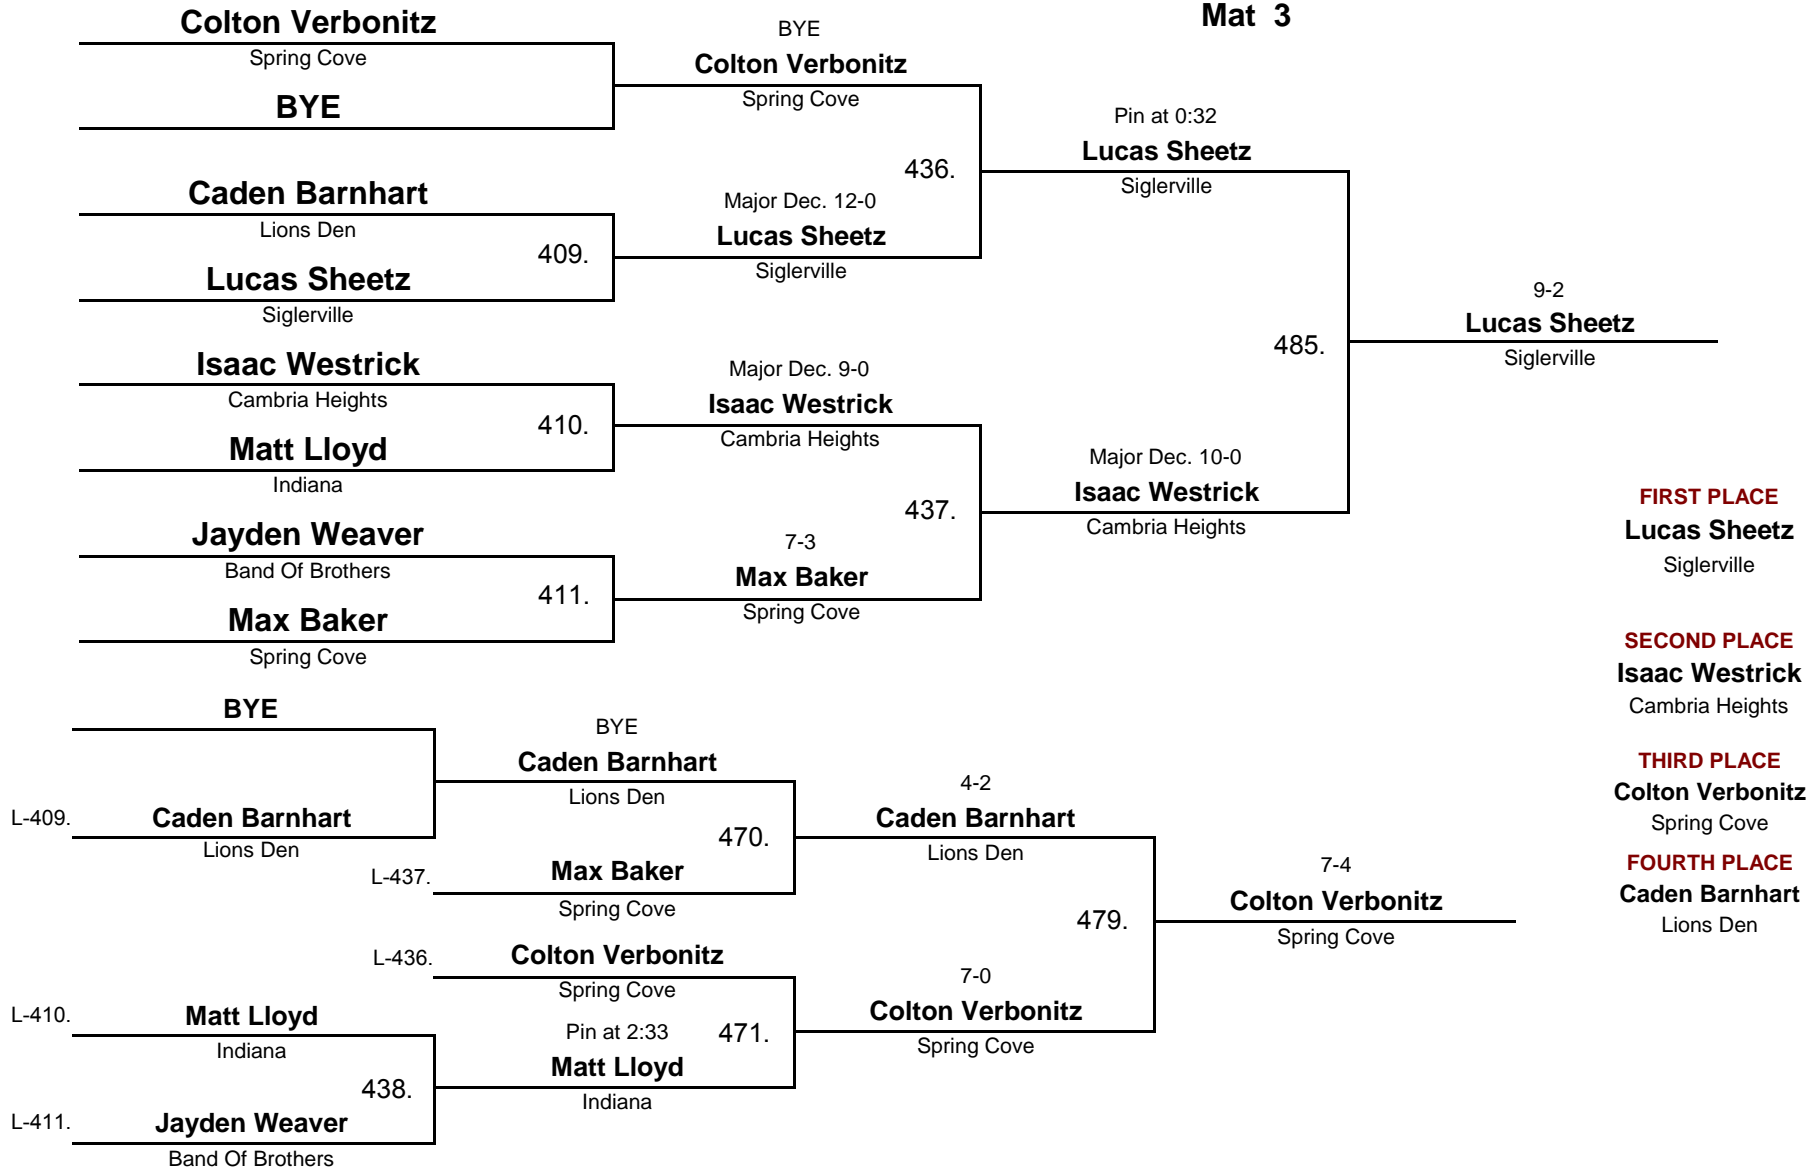 Mat 3
Colton Verbonitz
Spring Cove
BYE
Caden Barnhart
Lions Den
409.
Lucas Sheetz
Siglerville
Isaac Westrick
Cambria Heights
410.
Matt Lloyd
Indiana
Jayden Weaver
Band Of Brothers
411.
Max Baker
Spring Cove
BYE
Colton Verbonitz
Spring Cove
436.
Major Dec. 12-0
Lucas Sheetz
Siglerville
Major Dec. 9-0
Isaac Westrick
Cambria Heights
437.
7-3
Max Baker
Spring Cove
Pin at 0:32
Lucas Sheetz
Siglerville
485.
Major Dec. 10-0
Isaac Westrick
Cambria Heights
9-2
Lucas Sheetz
Siglerville
FIRST PLACE
Lucas Sheetz
Siglerville
SECOND PLACE
Isaac Westrick
Cambria Heights
THIRD PLACE
Colton Verbonitz
Spring Cove
FOURTH PLACE
Caden Barnhart
Lions Den
BYE
L-409.
Caden Barnhart
Lions Den
L-410.
Matt Lloyd
Indiana
438.
L-411.
Jayden Weaver
Band Of Brothers
BYE
Caden Barnhart
Lions Den
470.
L-437.
Max Baker
Spring Cove
L-436.
Colton Verbonitz
Spring Cove
471.
Pin at 2:33
Matt Lloyd
Indiana
4-2
Caden Barnhart
Lions Den
479.
7-0
Colton Verbonitz
Spring Cove
7-4
Colton Verbonitz
Spring Cove